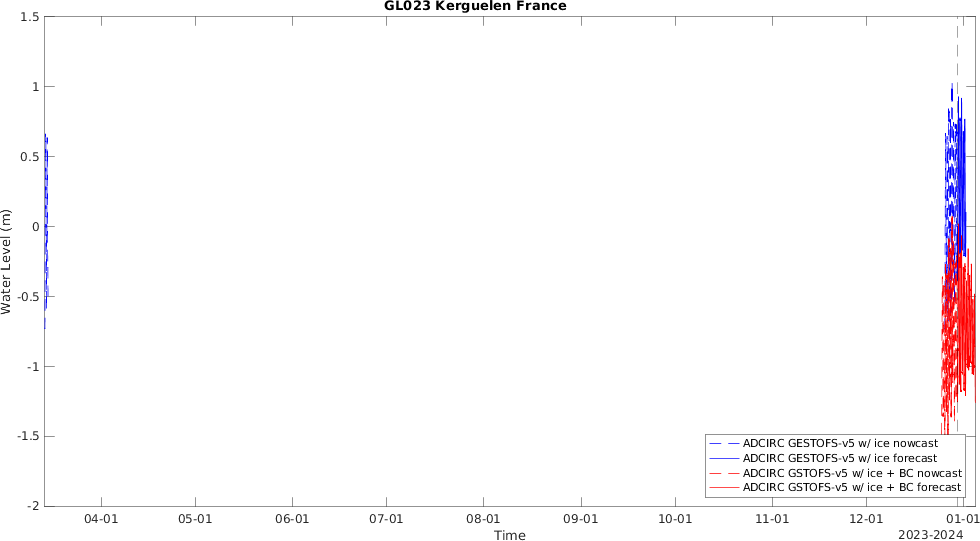 GL023 Kerguelen France
1.5
1
0.5
0
-0.5
-1
-1.5
-2
Water Level (m)
ADCIRC GESTOFS-v5 w/ ice nowcast
ADCIRC GESTOFS-v5 w/ ice forecast
ADCIRC GSTOFS-v5 w/ ice + BC nowcast
ADCIRC GSTOFS-v5 w/ ice + BC forecast
04-01 05-01 06-01 07-01 08-01 09-01 10-01 11-01 12-01 01-01
Time
2023-2024